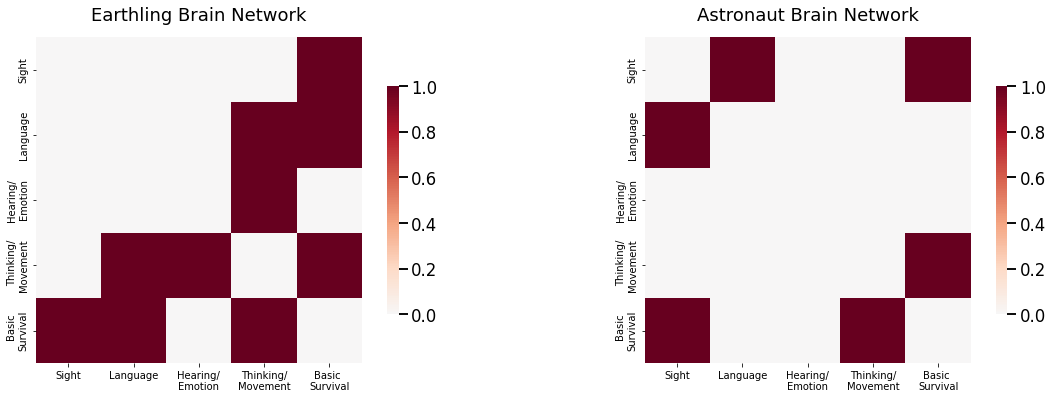 Earthling Brain Network
Sight
Language
Hearing/
Emotion
Thinking/
Movement
Basic
Survival
Sight
Language
Hearing/
Emotion
Thinking/
Movement
Basic
Survival
1.0
0.8
0.6
0.4
0.2
0.0
Astronaut Brain Network
Sight
Language
Hearing/
Emotion
Thinking/
Movement
Basic
Survival
Sight
Language
Hearing/
Emotion
Thinking/
Movement
Basic
Survival
1.0
0.8
0.6
0.4
0.2
0.0